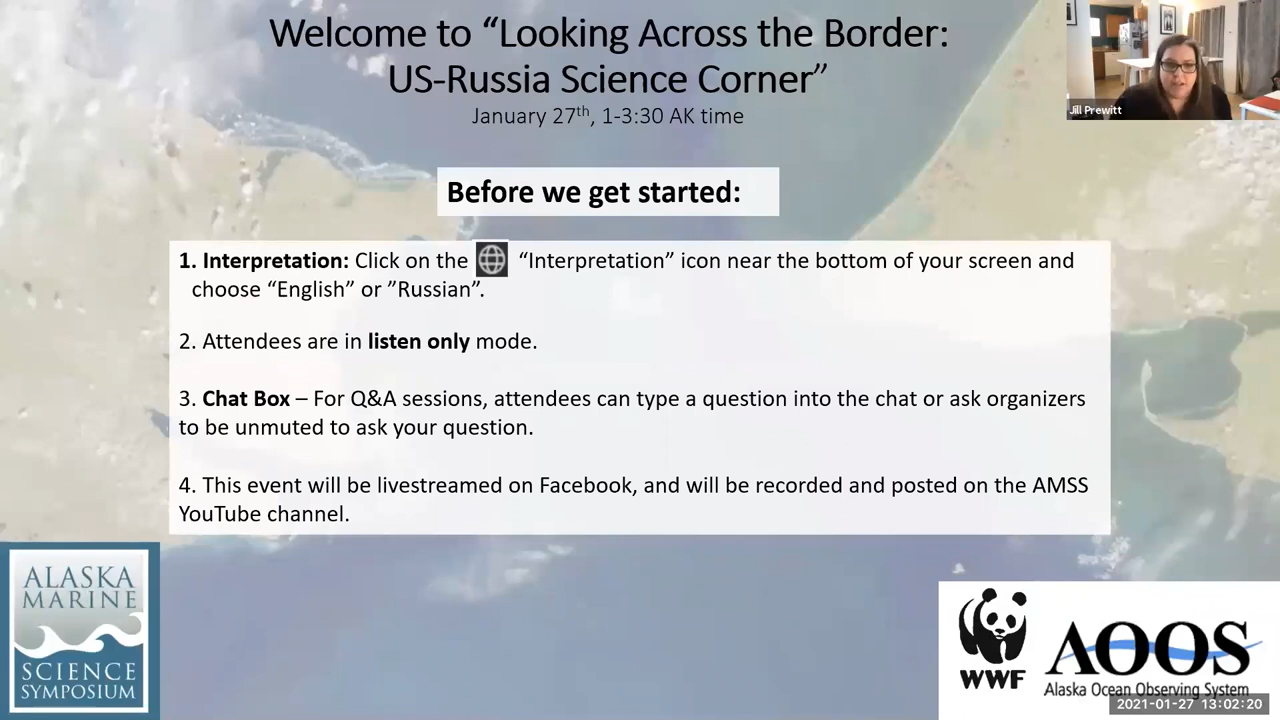 Welcome to “Looking Across the Border:
US-Russia Science Corner”
January 27th, 1-3:30 AK time
Jill Prewitt
Before we get started:
1. Interpretation: Click on the “Interpretation” icon near the bottom of your screen and
choose “English” or ”Russian”.
2. Attendees are in listen only mode.
3. Chat Box – For Q&A sessions, attendees can type a question into the chat or ask organizers
to be unmuted to ask your question.
4. This event will be livestreamed on Facebook, and will be recorded and posted on the AMSS
YouTube channel.
ALASKA
MARINE
SCIENCE
SYMPOSIUM
WWF
AOOS
Alaska Ocean Observing System
2021-01-27 13:02:20